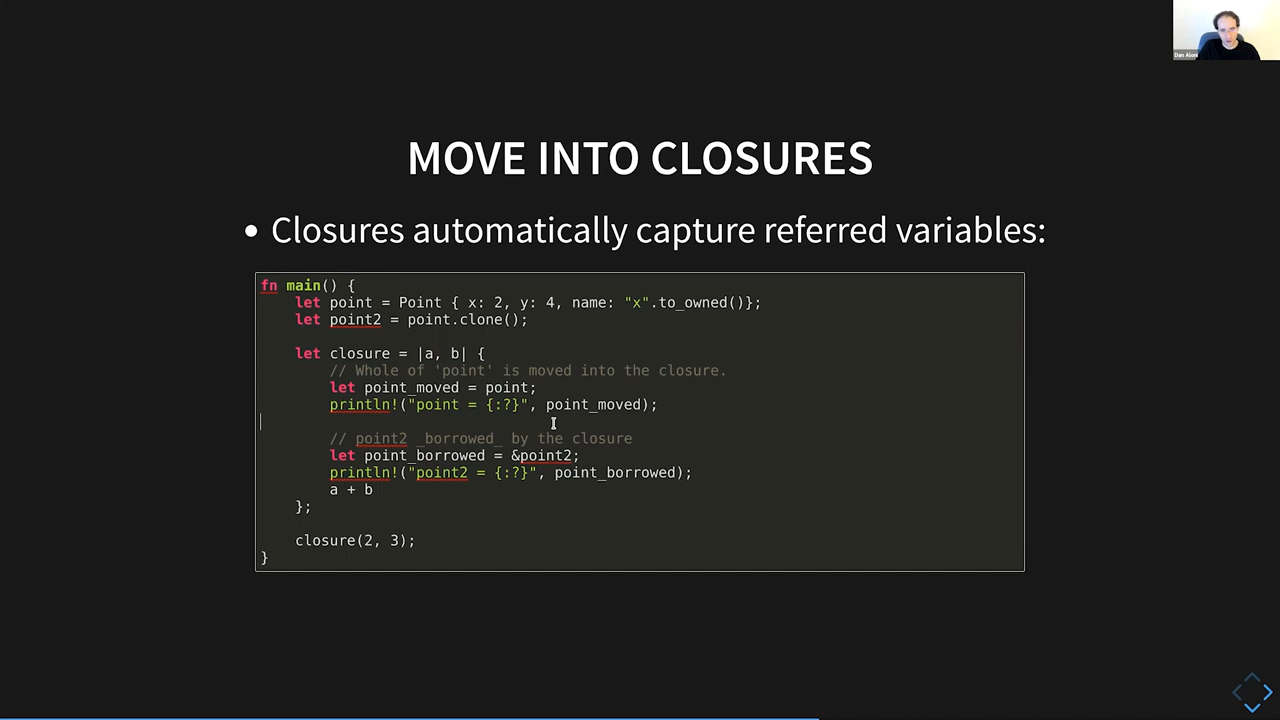 Dan Aloni
MOVE INTO CLOSURES
• Closures automatically capture referred variables:
fn main() {
    let point = Point { x: 2, y: 4, name: "x".to_owned()};
    let point2 = point.clone();
    let closure = |a, b| {
        // Whole of 'point' is moved into the closure.
        let point_moved = point;
        println!("point = {:?}", point_moved);
        // point2 _borrowed_ by the closure
        let point_borrowed = &point2;
        println!("point2 = {:?}", point_borrowed);
        a + b
    };
    closure(2, 3);
}